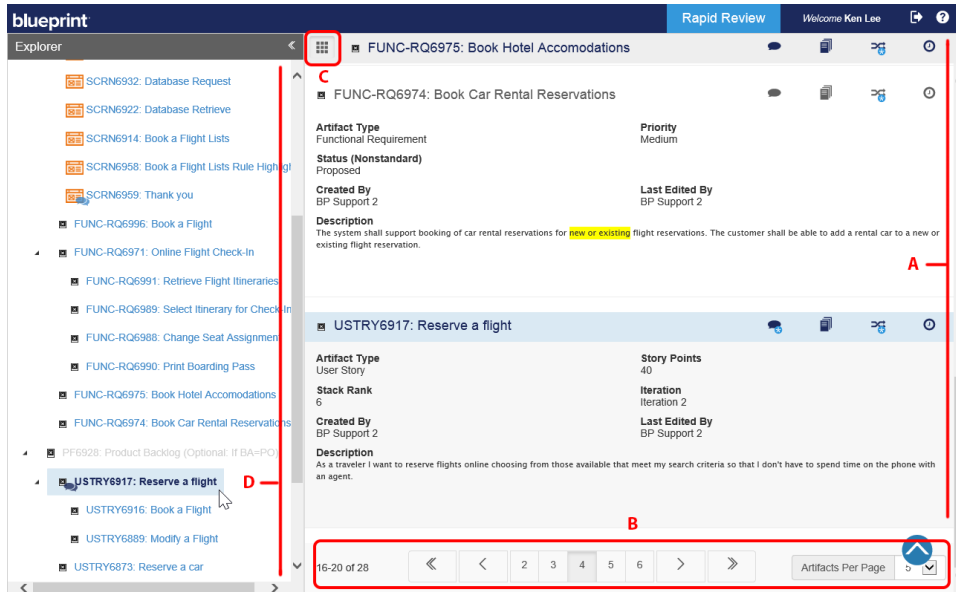 blueprint
Rapid Review
Welcome Ken Lee
Explorer
SCRN6932: Database Request
SCRN6922: Database Retrieve
SCRN6914: Book a Flight Lists
SCRN6958: Book a Flight Lists Rule Highligt
SCRN6959: Thank you
FUNC-RQ6996: Book a Flight
FUNC-RQ6971: Online Flight Check-In
FUNC-RQ6991: Retrieve Flight Itineraries
FUNC-RQ6989: Select Itinerary for Check-In
FUNC-RQ6988: Change Seat Assignment
FUNC-RQ6990: Print Boarding Pass
FUNC-RQ6975: Book Hotel Accomodations
FUNC-RQ6974: Book Car Rental Reservations
PF6928: Product Backlog (Optional: If BA=PO)
USTRY6917: Reserve a flight
D
USTRY6916: Book a Flight
USTRY6889: Modify a Flight
USTRY6873: Reserve a car
C
FUNC-RQ6975: Book Hotel Accomodations
FUNC-RQ6974: Book Car Rental Reservations
Artifact Type
Functional Requirement
Priority
Medium
Status (Nonstandard)
Proposed
Created By
BP Support 2
Last Edited By
BP Support 2
Description
The system shall support booking of car rental reservations for new or existing flight reservations. The customer shall be able to add a rental car to a new or
existing flight reservation.
A
USTRY6917: Reserve a flight
Artifact Type
User Story
Story Points
40
Stack Rank
6
Iteration
Iteration 2
Created By
BP Support 2
Last Edited By
BP Support 2
Description
As a traveler I want to reserve flights online choosing from those available that meet my search criteria so that I don't have to spend time on the phone with
an agent.
B
16-20 of 28
2 3 4 5 6
Artifacts Per Page 5